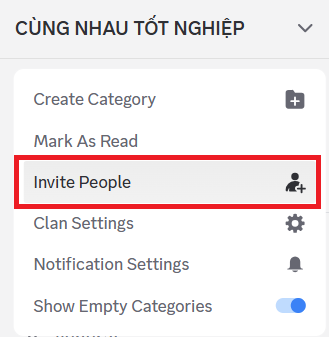 CÙNG NHAU TỐT NGHIỆP
Create Category
Mark As Read
Invite People
Clan Settings
Notification Settings
Show Empty Categories